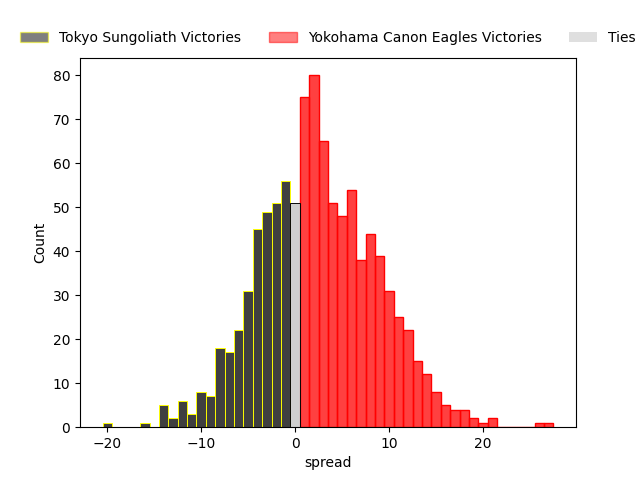 Tokyo Sungoliath Victories Yokohama Canon Eagles Victories Ties
80
70
60
50
40
30
20
10
0
Count
−20 −10 0 10 20
spread